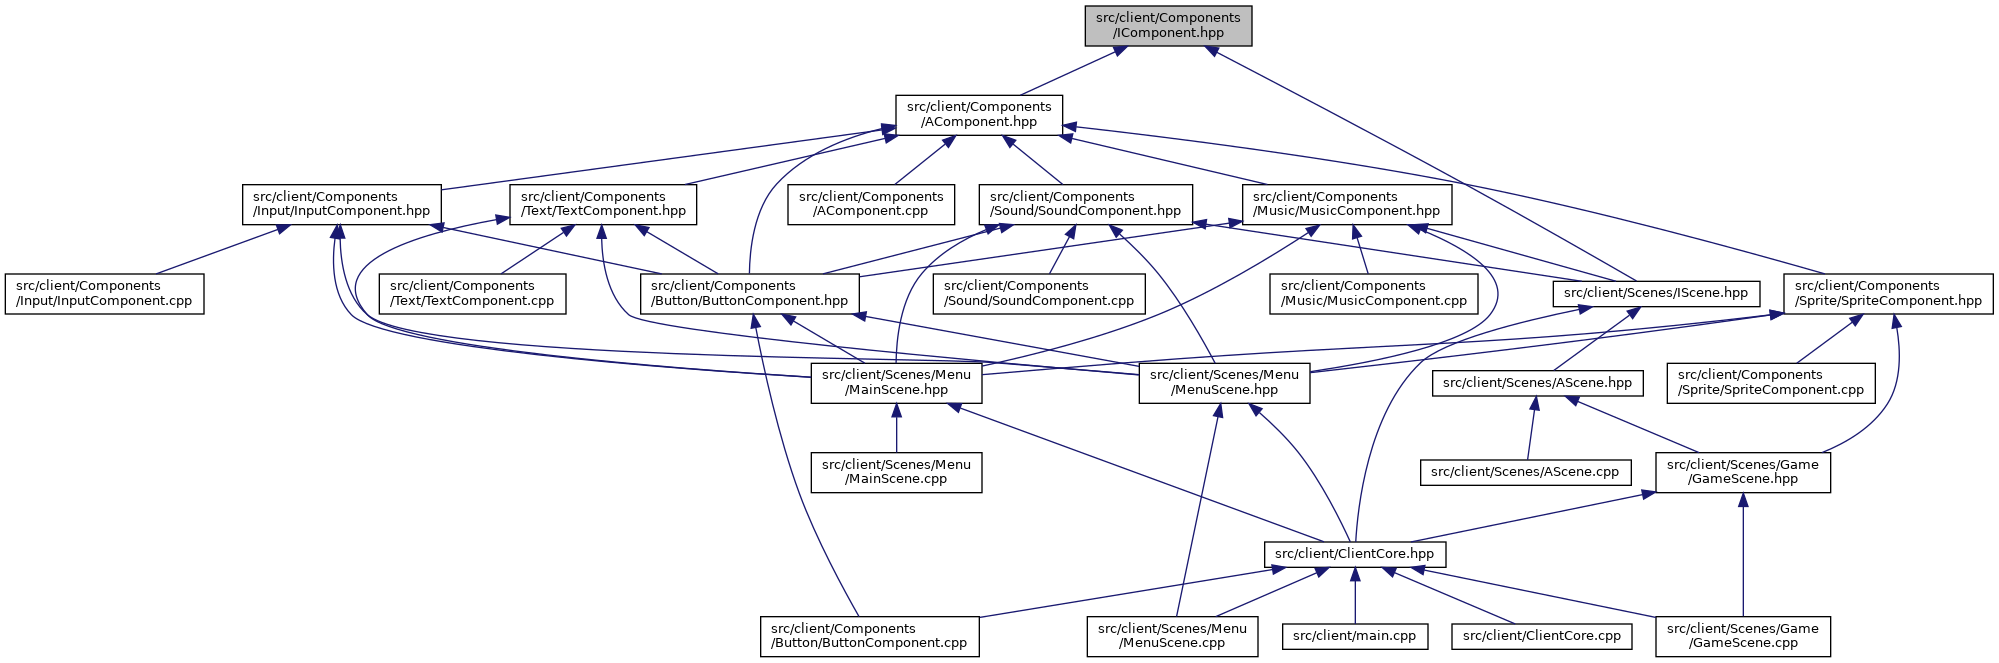 src/client/Components
/IComponent.hpp
src/client/Components
/AComponent.hpp
src/client/Components
/Input/InputComponent.hpp
src/client/Components
/Text/TextComponent.hpp
src/client/Components
/AComponent.cpp
src/client/Components
/Sound/SoundComponent.hpp
src/client/Components
/Music/MusicComponent.hpp
src/client/Components
/Input/InputComponent.cpp
src/client/Components
/Text/TextComponent.cpp
src/client/Components
/Button/ButtonComponent.hpp
src/client/Components
/Sound/SoundComponent.cpp
src/client/Components
/Music/MusicComponent.cpp
src/client/Scenes/IScene.hpp
src/client/Components
/Sprite/SpriteComponent.hpp
src/client/Scenes/Menu
/MainScene.hpp
src/client/Scenes/Menu
/MenuScene.hpp
src/client/Scenes/AScene.hpp
src/client/Components
/Sprite/SpriteComponent.cpp
src/client/Scenes/Menu
/MainScene.cpp
src/client/Scenes/AScene.cpp
src/client/Scenes/Game
/GameScene.hpp
src/client/ClientCore.hpp
src/client/Components
/Button/ButtonComponent.cpp
src/client/Scenes/Menu
/MenuScene.cpp
src/client/main.cpp
src/client/ClientCore.cpp
src/client/Scenes/Game
/GameScene.cpp